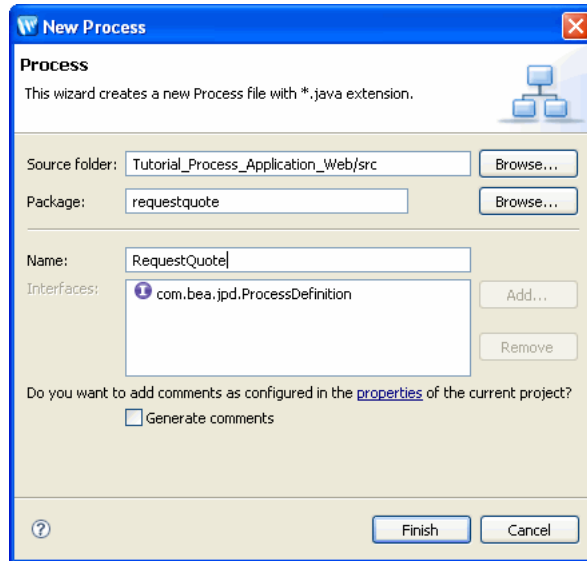 New Process
Process
This wizard creates a new Process file with *.java extension.
Source folder: Tutorial_Process_Application_Web/src Browse...
Package: requestquote Browse...
Name: RequestQuote
Interfaces: com.bea.jpd.ProcessDefinition Add...
Remove
Do you want to add comments as configured in the properties of the current project?
Generate comments
Finish Cancel